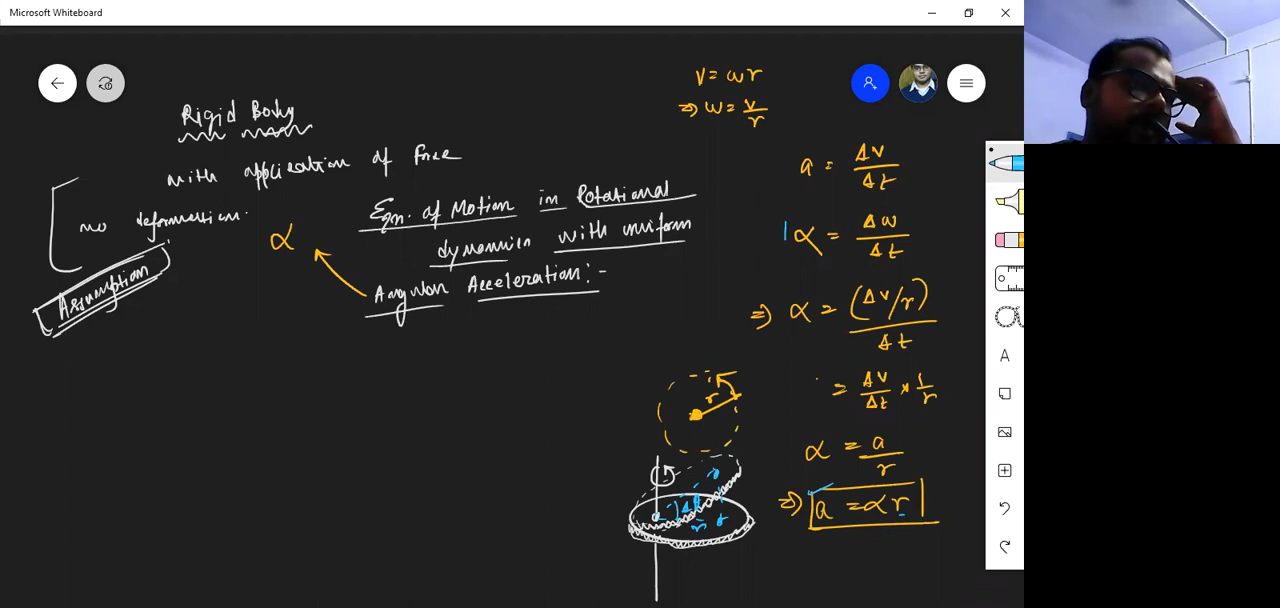 Microsoft Whiteboard
Rigid Body
with application of force
no deformation.
Assumption
α
Eqn. of Motion in Rotational
dynamics with uniform
Angular Acceleration:-
v = ωr
⇒ ω = v/r
a = Δv/Δt
α = Δω/Δt
⇒ α = (Δv/r)/Δt
= Δv/Δt × 1/r
α = a/r
⇒ a = αr
r
r
A